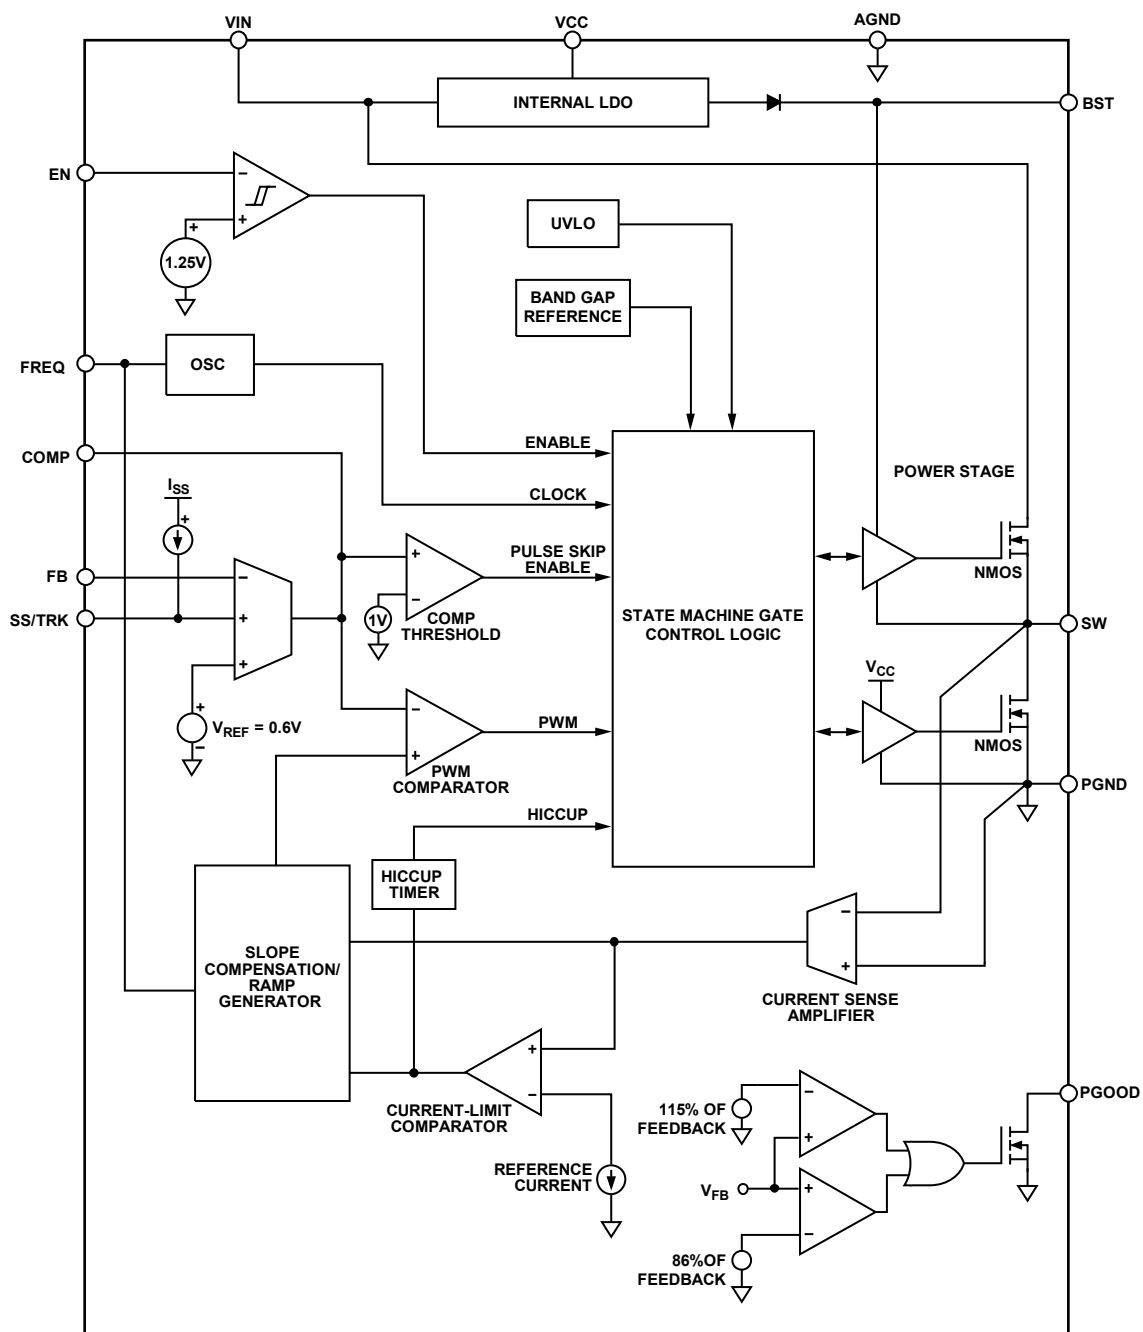 VIN
VCC
AGND
INTERNAL LDO
BST
EN
−
+
+
1.25V
UVLO
BAND GAP
REFERENCE
FREQ
OSC
COMP
ENABLE
POWER STAGE
ISS
+
CLOCK
PULSE SKIP
ENABLE
FB
−
+
−
1V
COMP
THRESHOLD
NMOS
SS/TRK
+
+
STATE MACHINE GATE
CONTROL LOGIC
SW
VCC
+
−
VREF = 0.6V
−
+
PWM
PWM
COMPARATOR
NMOS
PGND
HICCUP
HICCUP
TIMER
SLOPE
COMPENSATION/
RAMP
GENERATOR
−
+
CURRENT SENSE
AMPLIFIER
+
−
CURRENT-LIMIT
COMPARATOR
REFERENCE
CURRENT
115% OF
FEEDBACK
−
+
PGOOD
VFB
+
−
86%OF
FEEDBACK